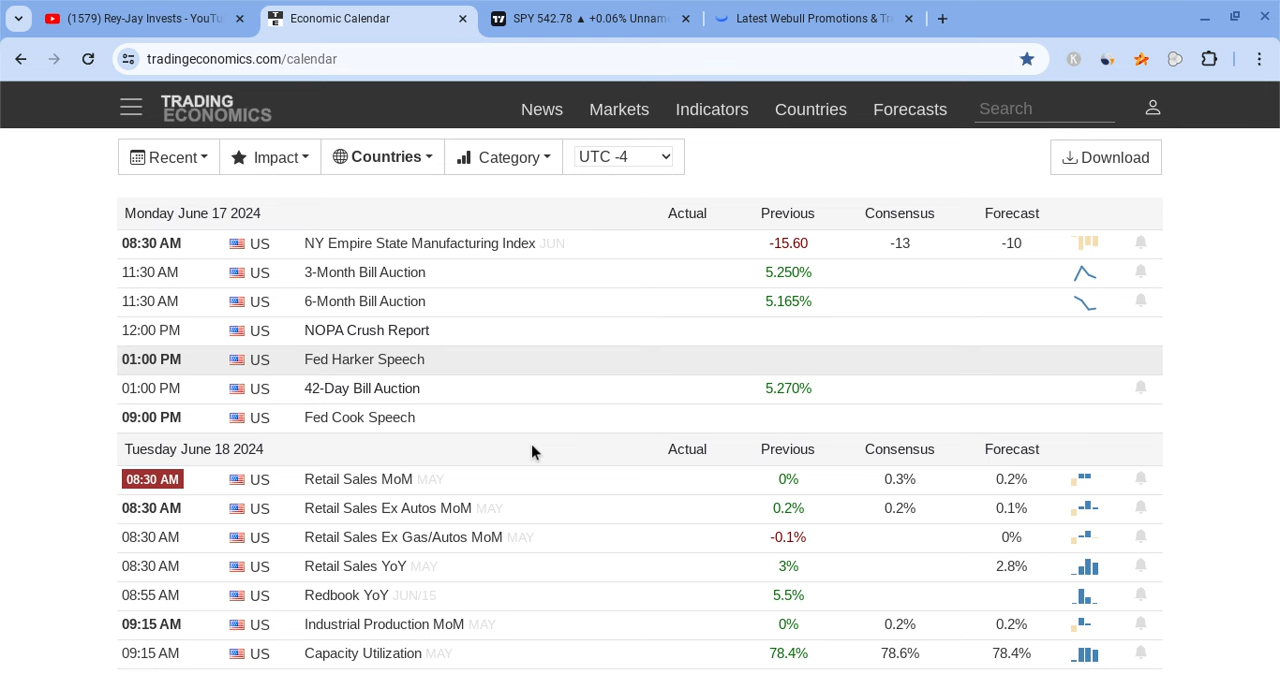 (1579) Rey-Jay Invests - YouTu
Economic Calendar
SPY 542.78 ▲ +0.06% Unnam
Latest Webull Promotions & Tr
tradingeconomics.com/calendar
K
TRADING
ECONOMICS
News
Markets
Indicators
Countries
Forecasts
Search
Recent
Impact
Countries
Category
UTC -4
Download
Monday June 17 2024 Actual Previous Consensus Forecast
08:30 AM US NY Empire State Manufacturing Index JUN -15.60 -13 -10
11:30 AM US 3-Month Bill Auction 5.250%
11:30 AM US 6-Month Bill Auction 5.165%
12:00 PM US NOPA Crush Report
01:00 PM US Fed Harker Speech
01:00 PM US 42-Day Bill Auction 5.270%
09:00 PM US Fed Cook Speech
Tuesday June 18 2024 Actual Previous Consensus Forecast
08:30 AM US Retail Sales MoM MAY 0% 0.3% 0.2%
08:30 AM US Retail Sales Ex Autos MoM MAY 0.2% 0.2% 0.1%
08:30 AM US Retail Sales Ex Gas/Autos MoM MAY -0.1% 0%
08:30 AM US Retail Sales YoY MAY 3% 2.8%
08:55 AM US Redbook YoY JUN/15 5.5%
09:15 AM US Industrial Production MoM MAY 0% 0.2% 0.2%
09:15 AM US Capacity Utilization MAY 78.4% 78.6% 78.4%